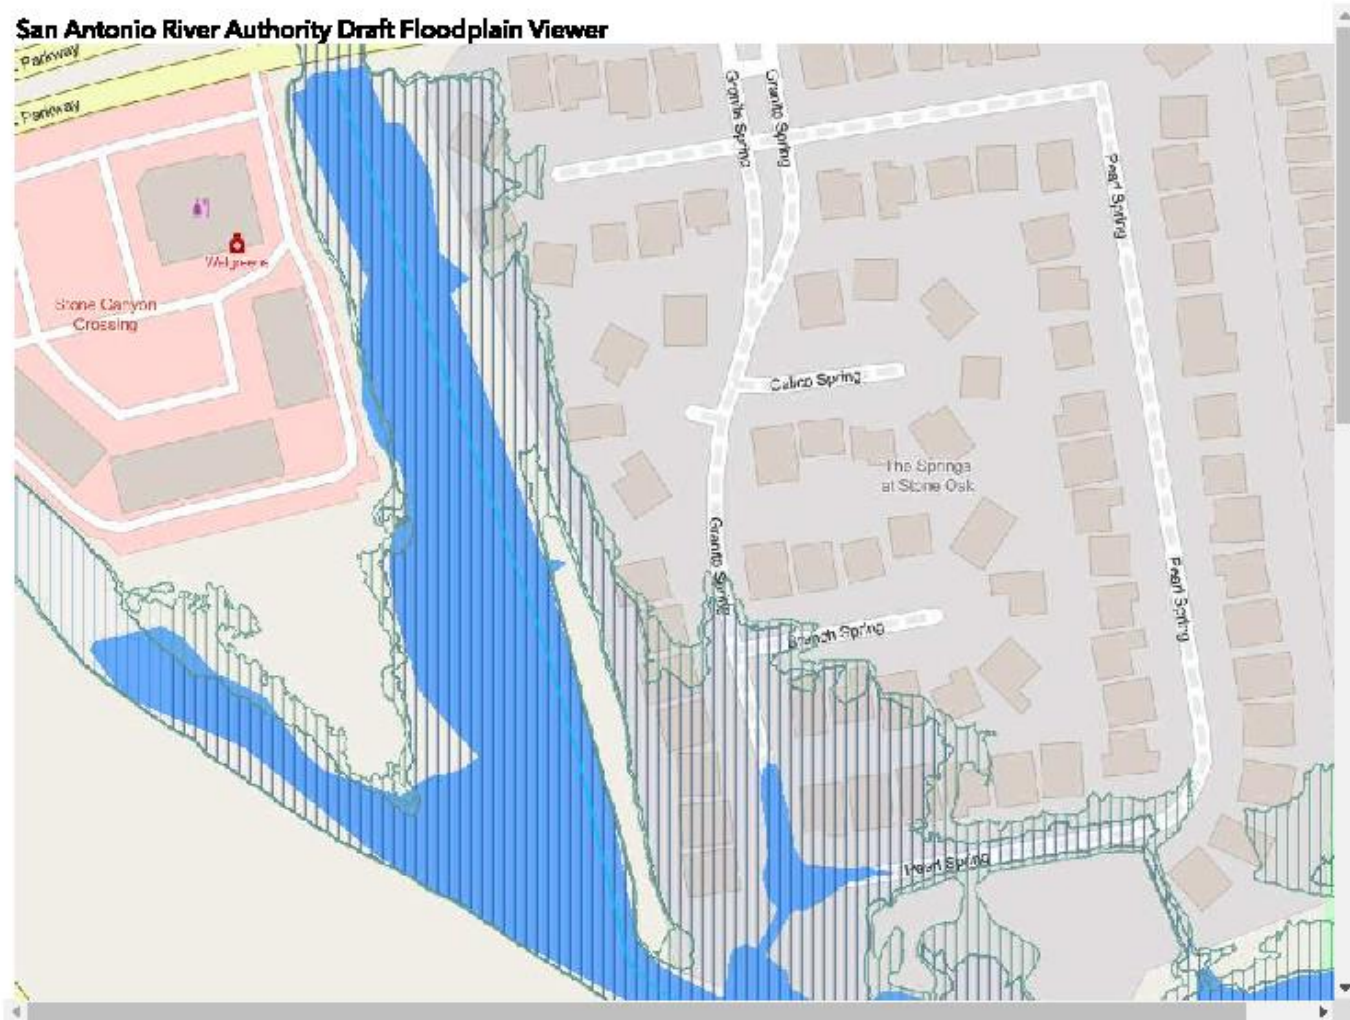 San Antonio River Authority Draft Floodplain Viewer
Parkway
Parkway
Granite Spring
Granite Spring
Pearl Spring
Walgreens
Stone Canyon
Crossing
Calico Spring
The Springs
at Stone Oak
Granite Spring
Branch Spring
Pearl Spring
Pearl Spring